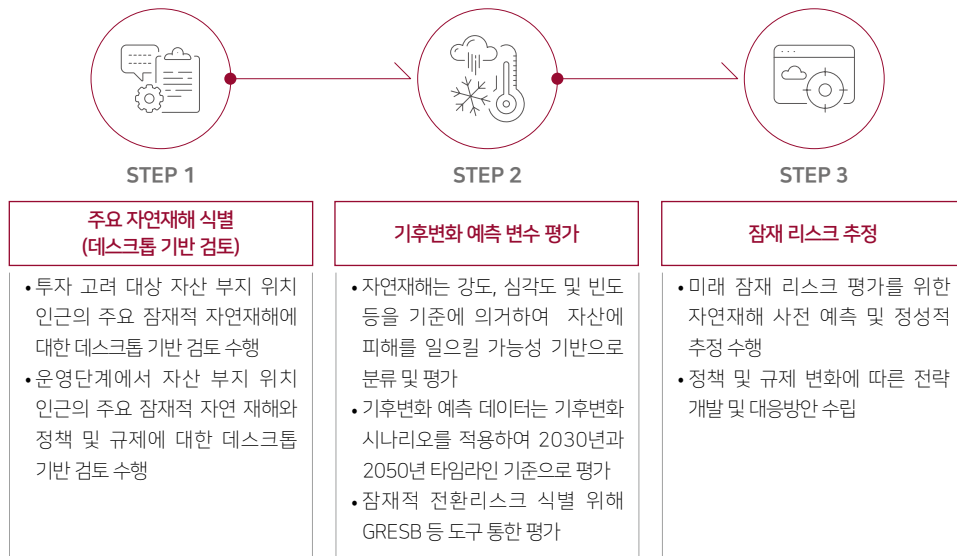 STEP 1
주요 자연재해 식별
(데스크톱 기반 검토)
• 투자 고려 대상 자산 부지 위치
인근의 주요 잠재적 자연재해에
대한 데스크톱 기반 검토 수행
• 운영단계에서 자산 부지 위치
인근의 주요 잠재적 자연 재해와
정책 및 규제에 대한 데스크톱
기반 검토 수행
STEP 2
기후변화 예측 변수 평가
• 자연재해는 강도, 심각도 및 빈도
등을 기준에 의거하여 자산에
피해를 일으킬 가능성 기반으로
분류 및 평가
• 기후변화 예측 데이터는 기후변화
시나리오를 적용하여 2030년과
2050년 타임라인 기준으로 평가
• 잠재적 전환리스크 식별 위해
GRESB 등 도구 통한 평가
STEP 3
잠재 리스크 추정
• 미래 잠재 리스크 평가를 위한
자연재해 사전 예측 및 정성적
추정 수행
• 정책 및 규제 변화에 따른 전략
개발 및 대응방안 수립